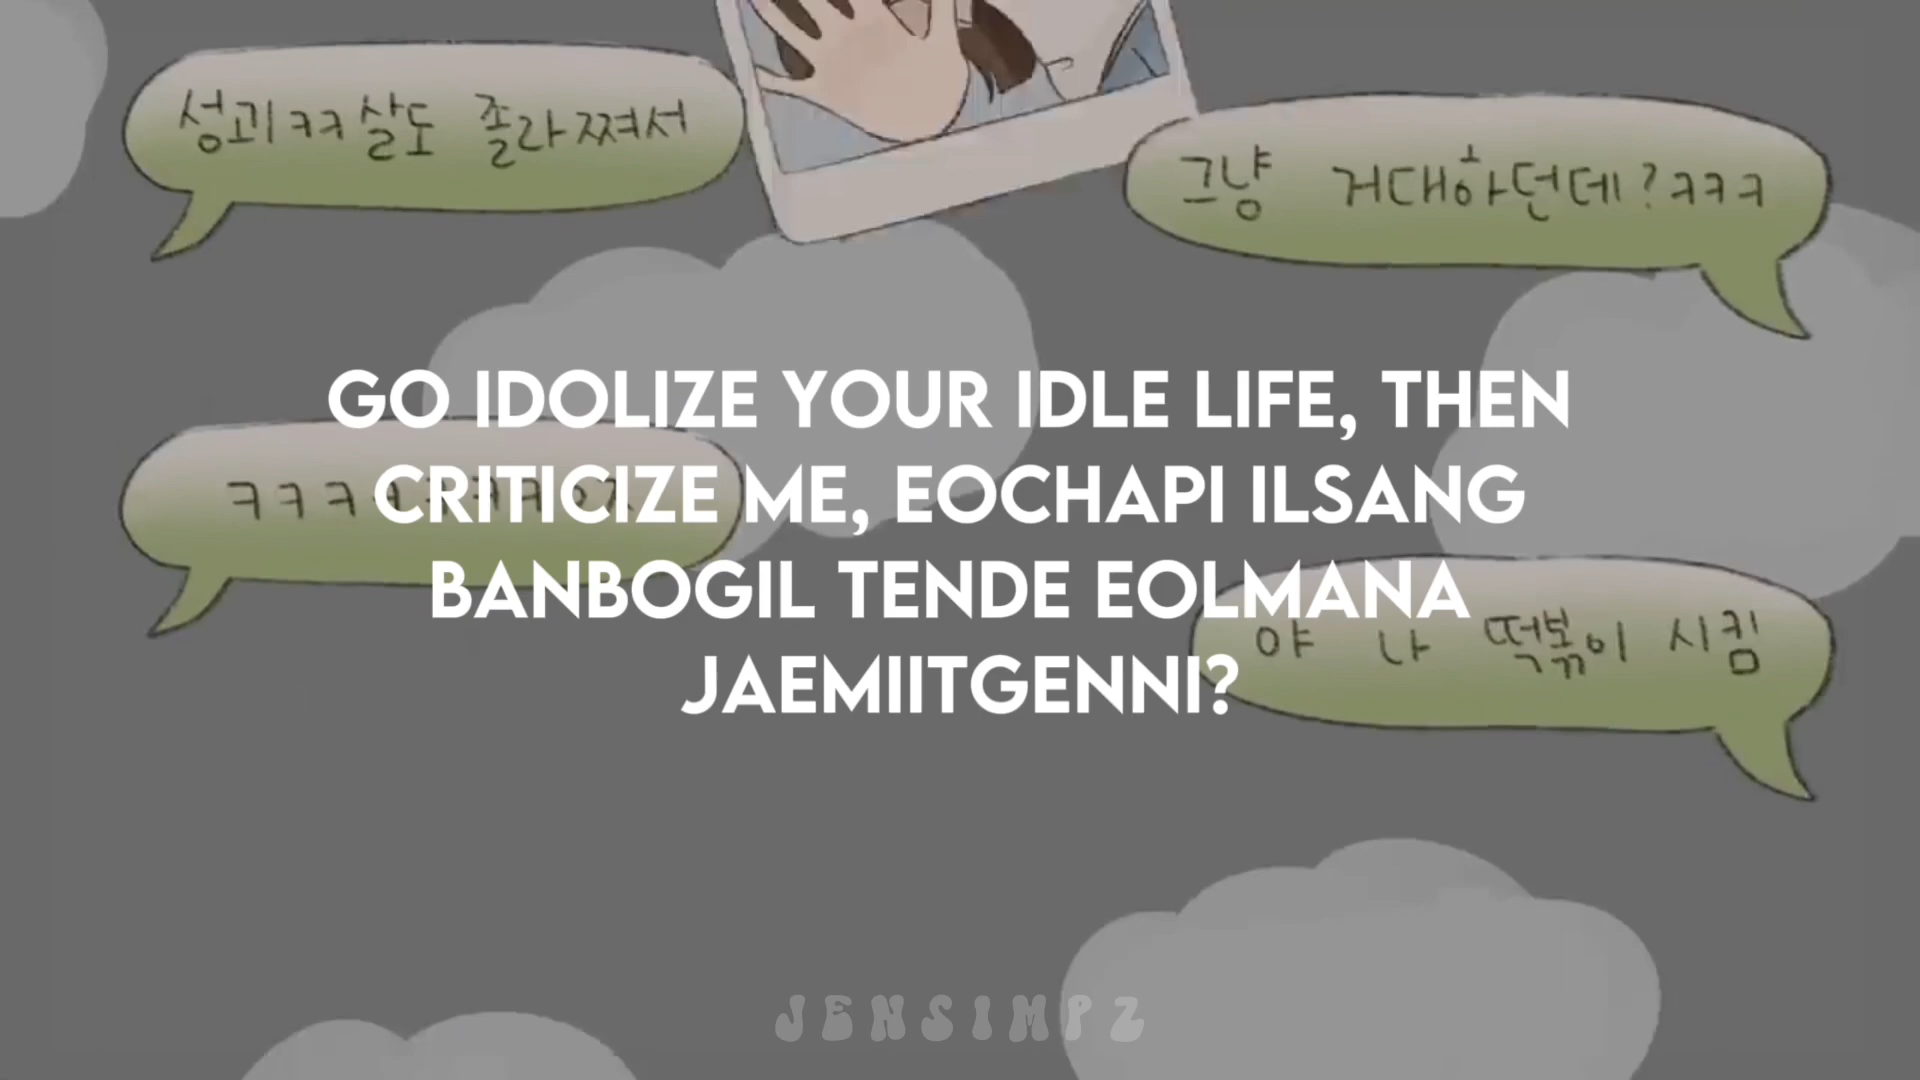 성괴ㅋㅋ살도 졸라쪄서
그냥 거대하던데?ㅋㅋㅋ
GO IDOLIZE YOUR IDLE LIFE, THEN
CRITICIZE ME, EOCHAPI ILSANG
BANBOGIL TENDE EOLMANA
JAEMIITGENNI?
ㅋㅋㅋㅋㅋㅋㅋ
야 나 떡볶이 시킴
JENSIMPZ